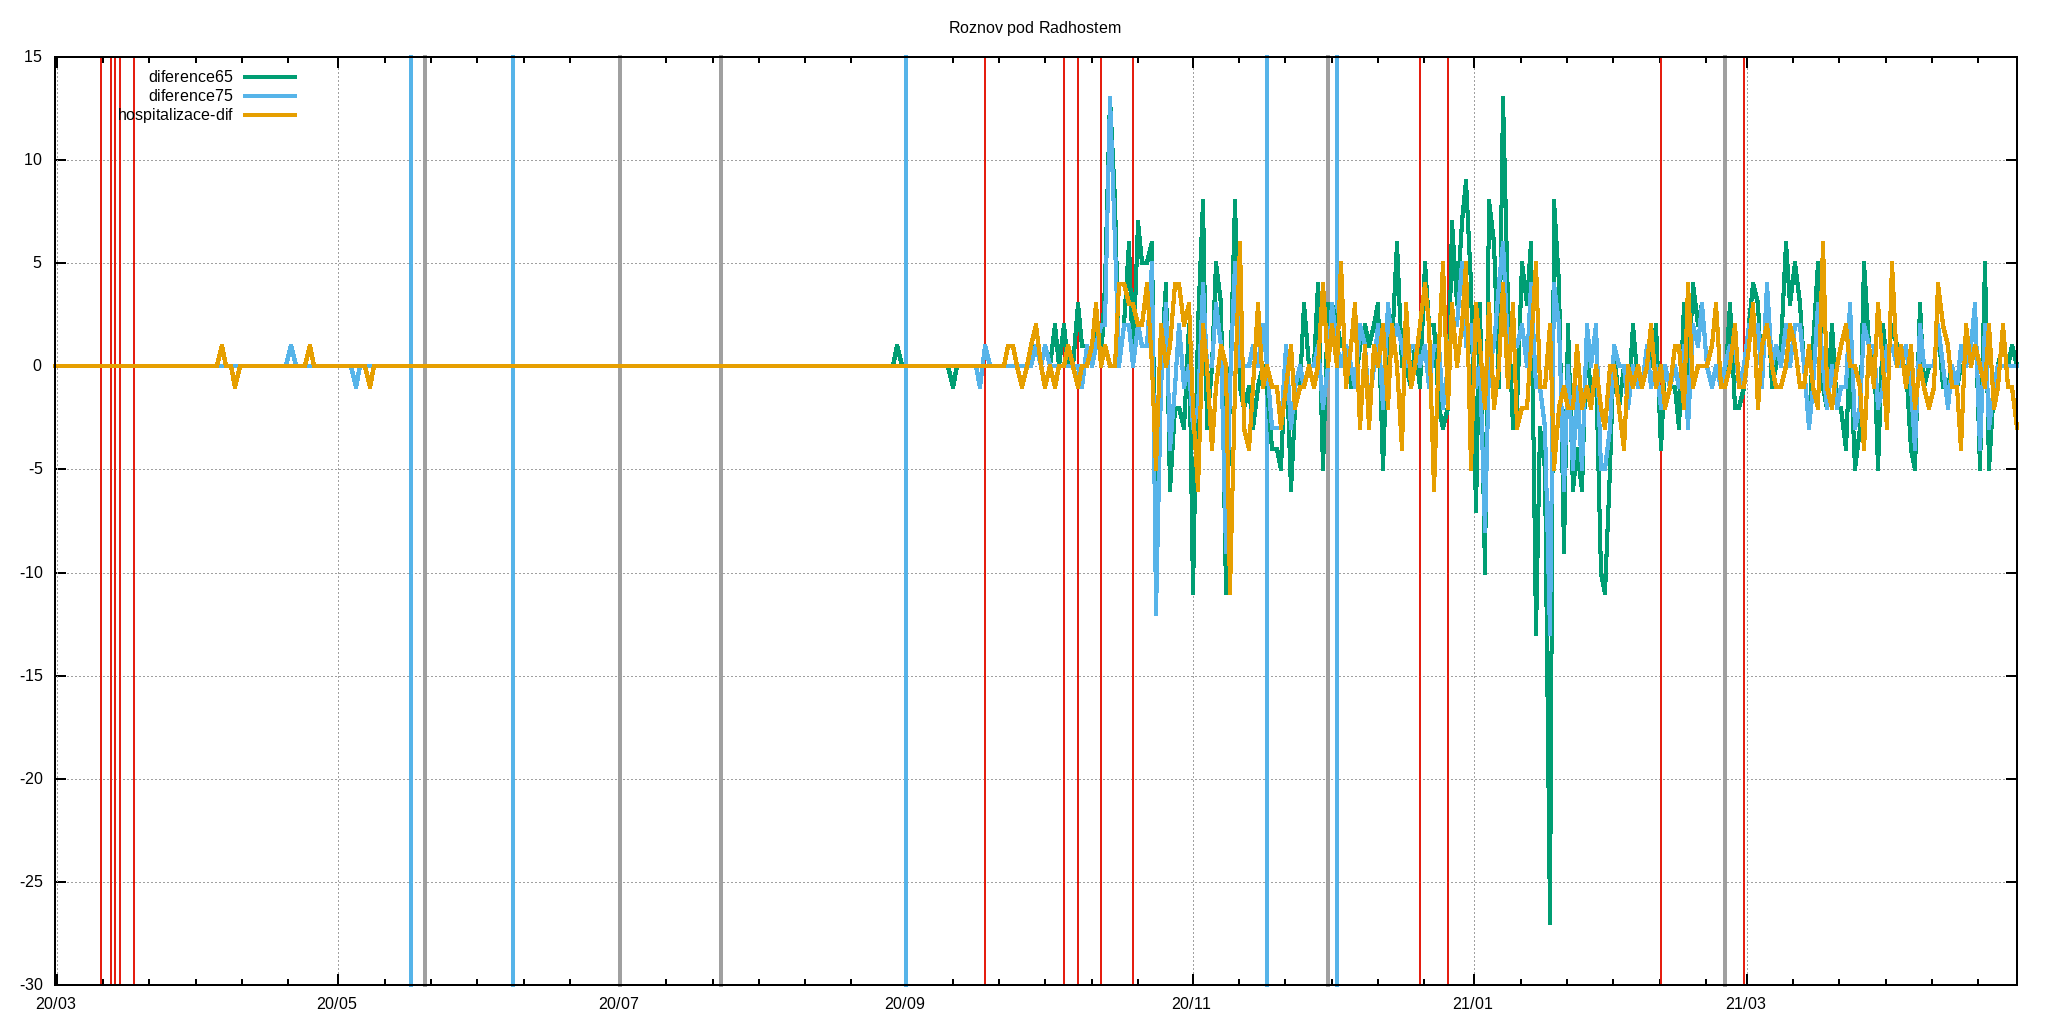 Roznov pod Radhostem
15
10
5
0
-5
-10
-15
-20
-25
-30
diference65
diference75
hospitalizace-dif
20/03 20/05 20/07 20/09 20/11 21/01 21/03